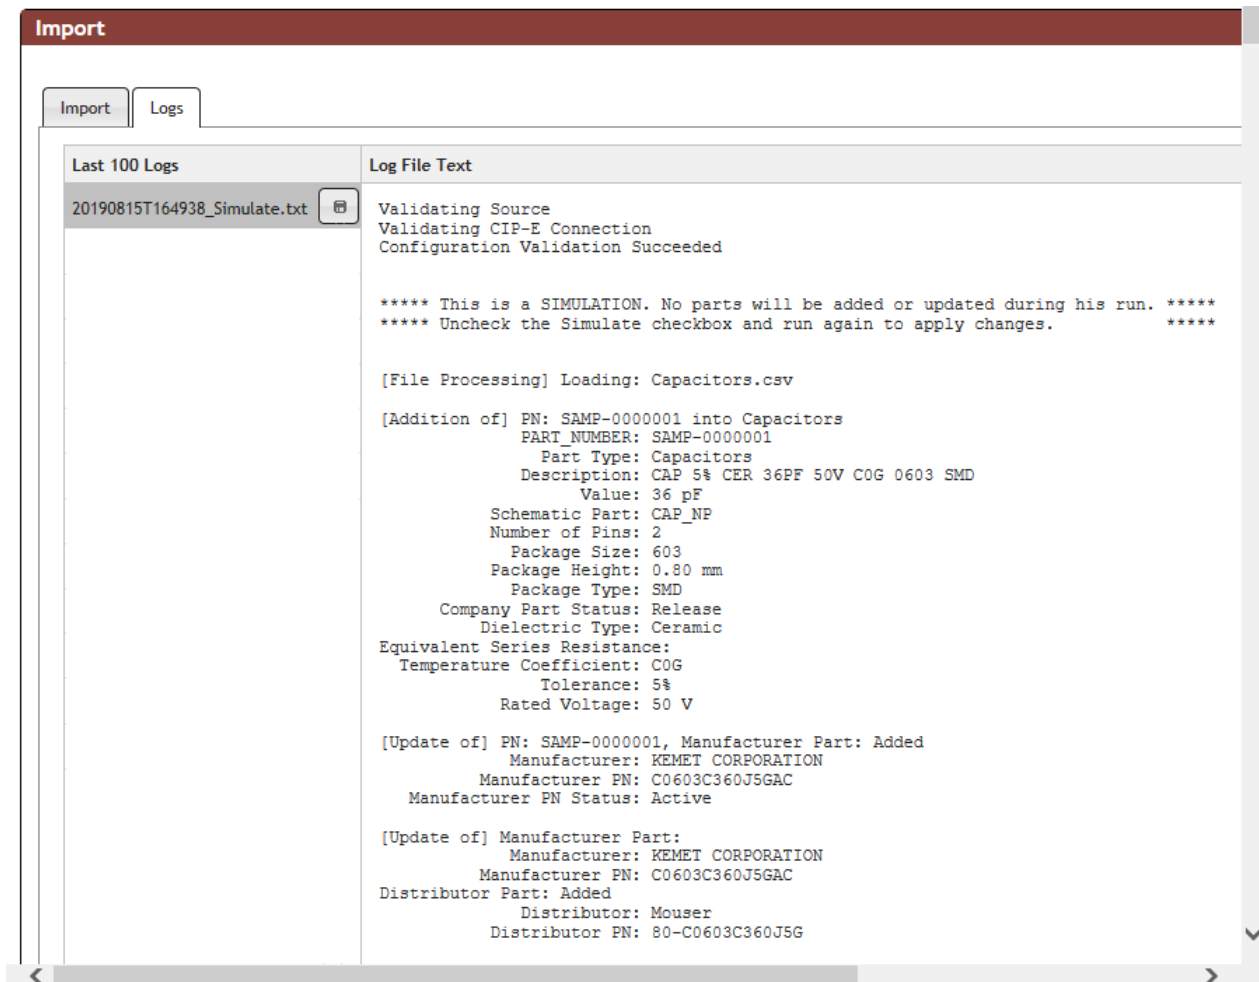 Import
Import
Logs
Last 100 Logs
Log File Text
20190815T164938_Simulate.txt
Validating Source
Validating CIP-E Connection
Configuration Validation Succeeded
***** This is a SIMULATION. No parts will be added or updated during his run. *****
***** Uncheck the Simulate checkbox and run again to apply changes. *****
[File Processing] Loading: Capacitors.csv
[Addition of] PN: SAMP-0000001 into Capacitors
PART_NUMBER: SAMP-0000001
Part Type: Capacitors
Description: CAP 5% CER 36PF 50V C0G 0603 SMD
Value: 36 pF
Schematic Part: CAP_NP
Number of Pins: 2
Package Size: 603
Package Height: 0.80 mm
Package Type: SMD
Company Part Status: Release
Dielectric Type: Ceramic
Equivalent Series Resistance:
Temperature Coefficient: C0G
Tolerance: 5%
Rated Voltage: 50 V
[Update of] PN: SAMP-0000001, Manufacturer Part: Added
Manufacturer: KEMET CORPORATION
Manufacturer PN: C0603C360J5GAC
Manufacturer PN Status: Active
[Update of] Manufacturer Part:
Manufacturer: KEMET CORPORATION
Manufacturer PN: C0603C360J5GAC
Distributor Part: Added
Distributor: Mouser
Distributor PN: 80-C0603C360J5G